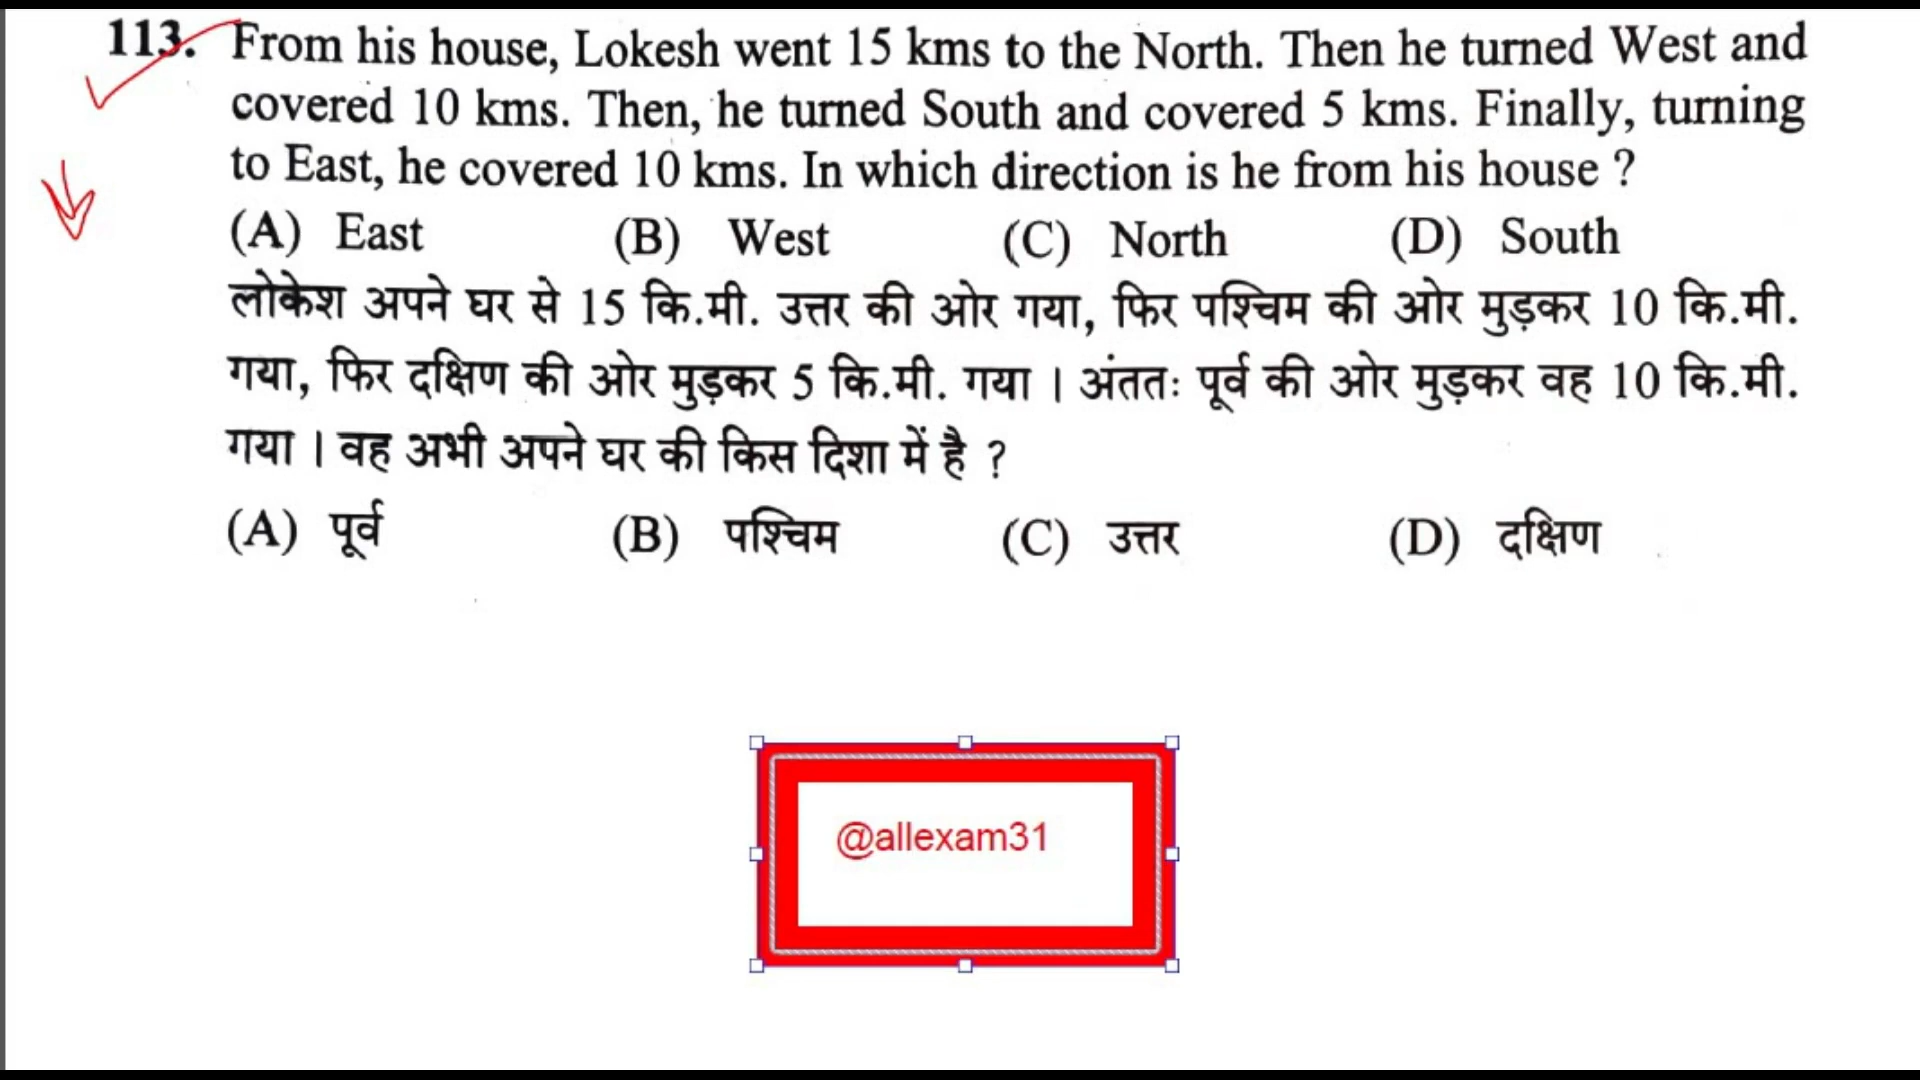 113. From his house, Lokesh went 15 kms to the North. Then he turned West and
covered 10 kms. Then, he turned South and covered 5 kms. Finally, turning
to East, he covered 10 kms. In which direction is he from his house ?
(A) East (B) West (C) North (D) South
लोकेश अपने घर से 15 कि.मी. उत्तर की ओर गया, फिर पश्चिम की ओर मुड़कर 10 कि.मी.
गया, फिर दक्षिण की ओर मुड़कर 5 कि.मी. गया । अंततः पूर्व की ओर मुड़कर वह 10 कि.मी.
गया । वह अभी अपने घर की किस दिशा में है ?
(A) पूर्व (B) पश्चिम (C) उत्तर (D) दक्षिण
@allexam31